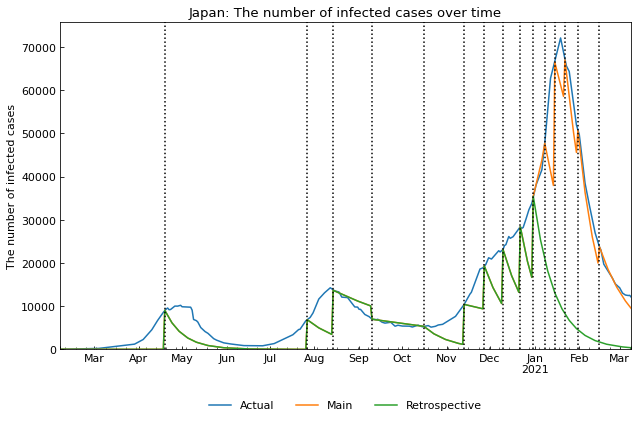 Japan: The number of infected cases over time
The number of infected cases
70000
60000
50000
40000
30000
20000
10000
0
Mar Apr May Jun Jul Aug Sep Oct Nov Dec Jan Feb Mar
2021
Actual Main Retrospective